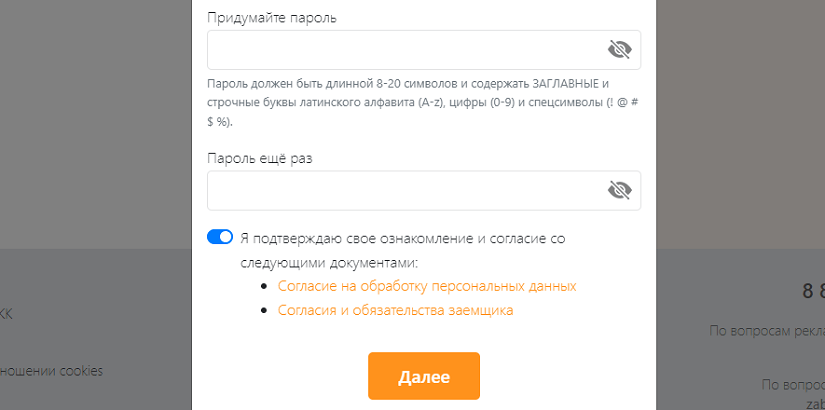 Придумайте пароль
Пароль должен быть длинной 8-20 символов и содержать ЗАГЛАВНЫЕ и
строчные буквы латинского алфавита (A-z), цифры (0-9) и спецсимволы (! @ #
$ %).
Пароль ещё раз
Я подтверждаю свое ознакомление и согласие со
следующими документами:
Согласие на обработку персональных данных
Согласия и обязательства заемщика
Далее
8 8
КК
По вопросам рекла
ношении cookies
По вопрос
zab